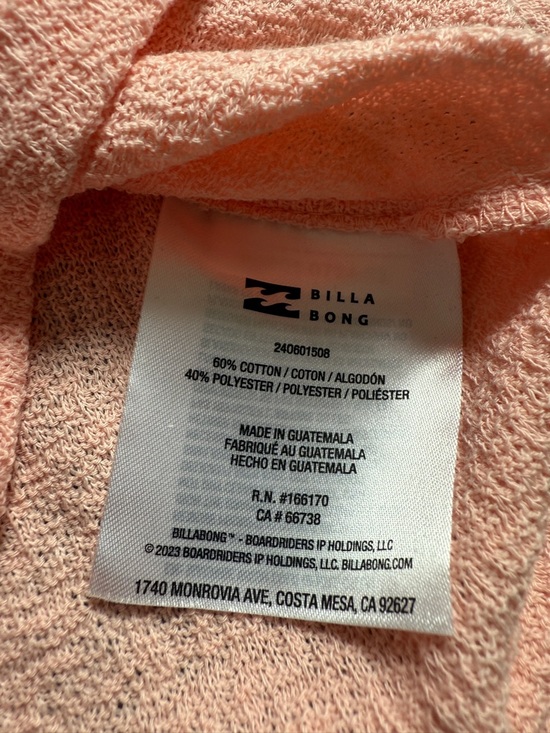 BILLA
BONG
240601508
60% COTTON / COTON / ALGODÓN
40% POLYESTER / POLYESTER / POLIÉSTER
MADE IN GUATEMALA
FABRIQUÉ AU GUATEMALA
HECHO EN GUATEMALA
R.N. #166170
CA # 66738
BILLABONG™ - BOARDRIDERS IP HOLDINGS, LLC
© 2023 BOARDRIDERS IP HOLDINGS, LLC. BILLABONG.COM
1740 MONROVIA AVE, COSTA MESA, CA 92627